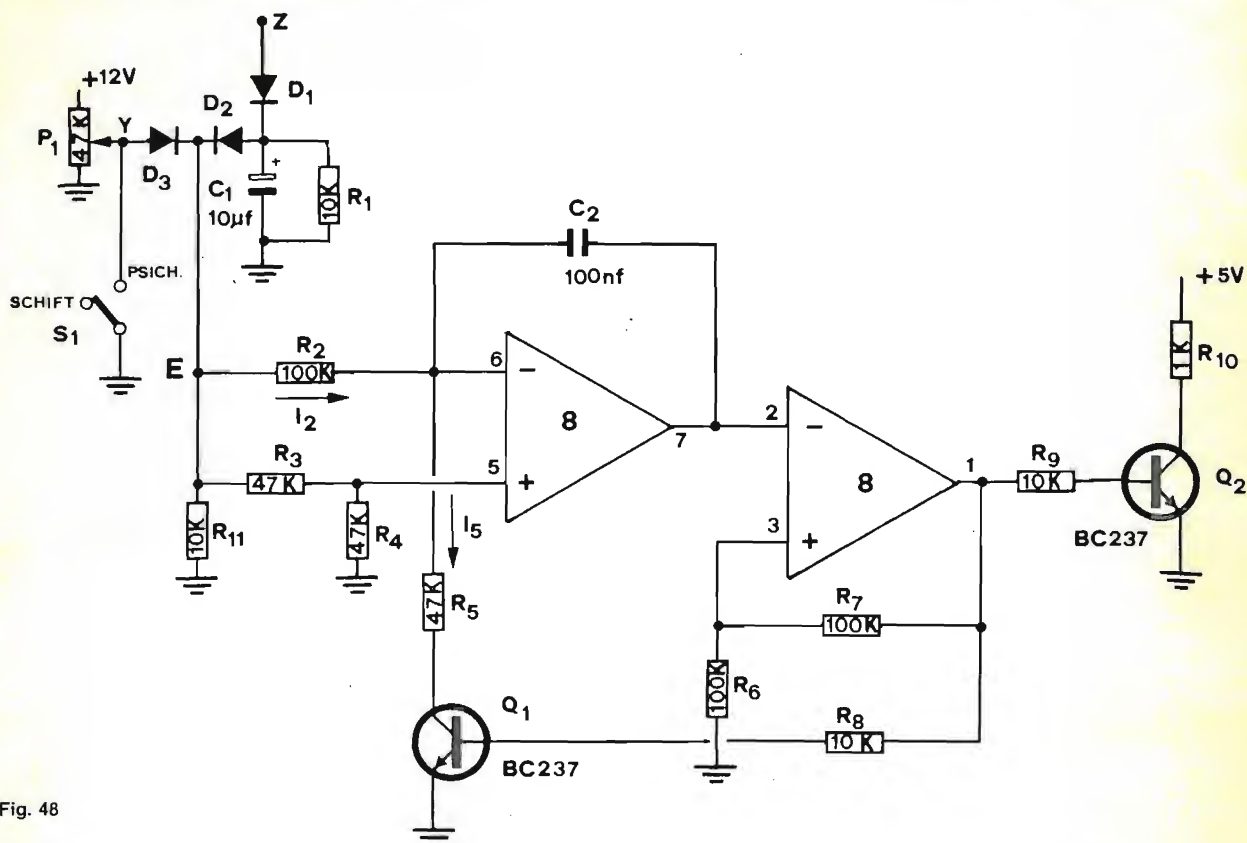 Z
+12V
D1
D2
P1
47K
Y
D3
C1
10µf
+
R1
10K
C2
100nf
PSICH.
SCHIFT
S1
+5V
R10
1K
E
R2
100K
I2
6
−
8
7
2
−
8
1
R9
10K
Q2
BC237
R3
47K
5
+
3
+
R11
10K
R4
47K
I5
R5
47K
R7
100K
R6
100K
R8
10K
Q1
BC237
Fig. 48